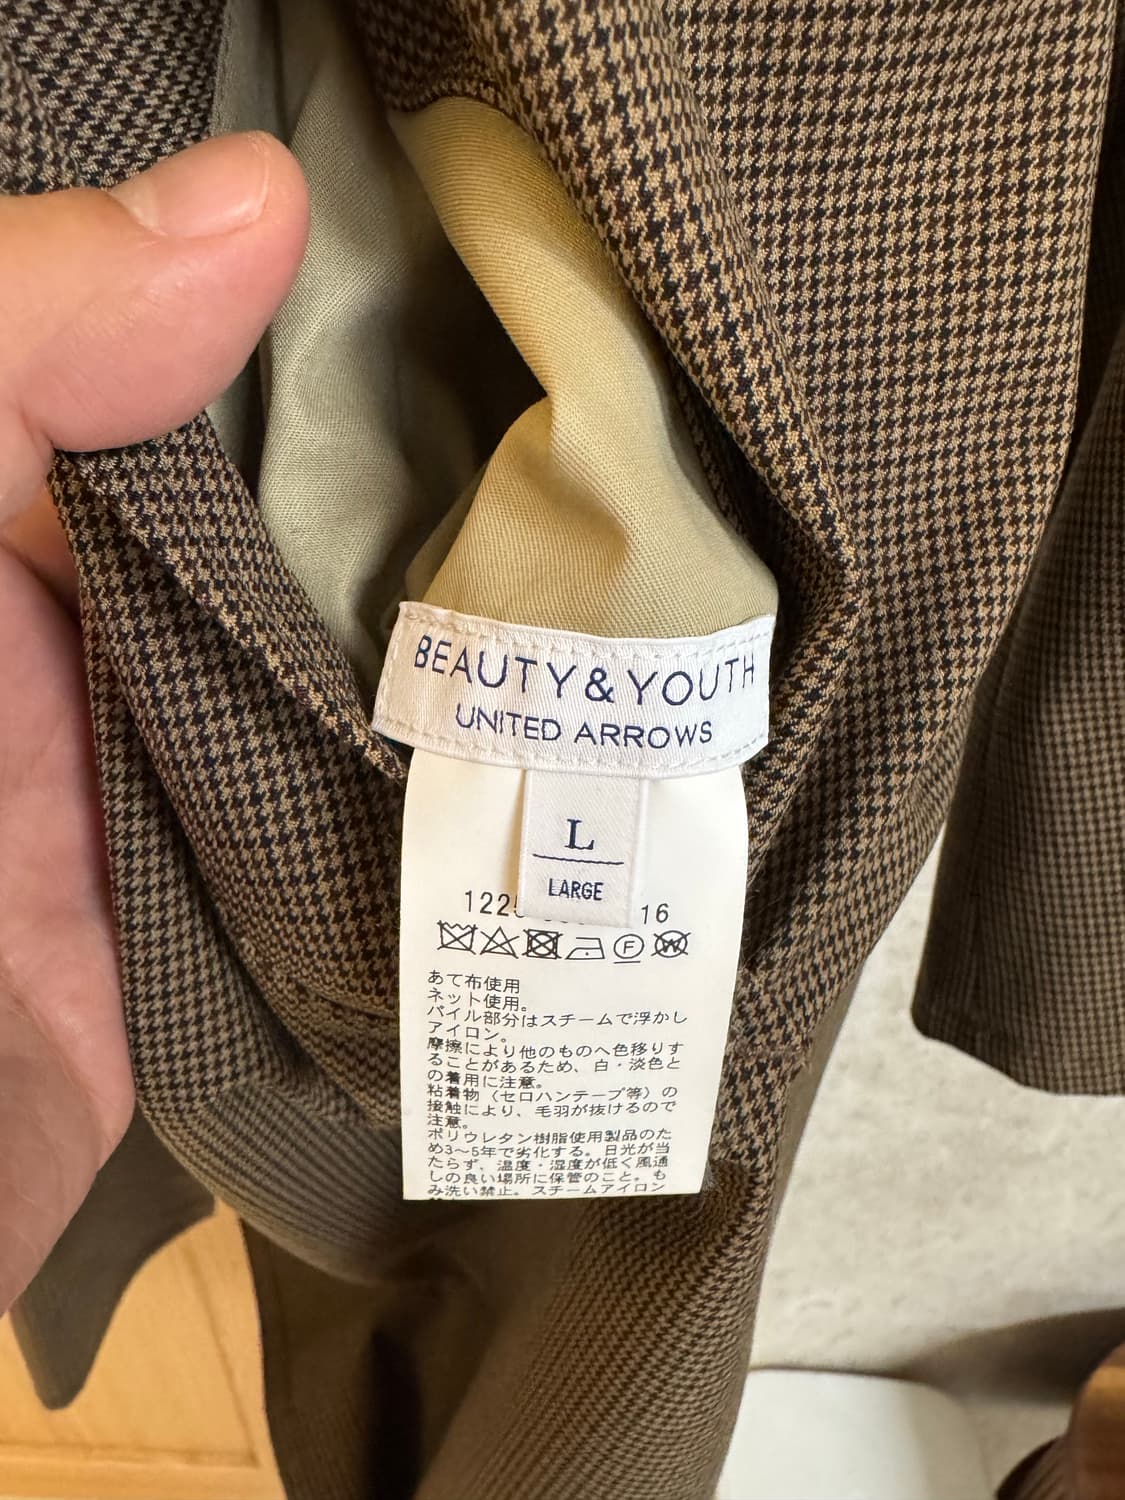 BEAUTY&YOUTH
UNITED ARROWS
L
LARGE
122 16
F W
あて布使用
ネット使用。
パイル部分はスチームで浮かし
アイロン。
摩擦により他のものへ色移りす
ることがあるため、白・淡色と
の着用に注意。
粘着物（セロハンテープ等）の
接触により、毛羽が抜けるので
注意。
ポリウレタン樹脂使用製品のた
め3～5年で劣化する。日光が当
たらず、温度・湿度が低く風通
しの良い場所に保管のこと。も
み洗い禁止。スチームアイロン